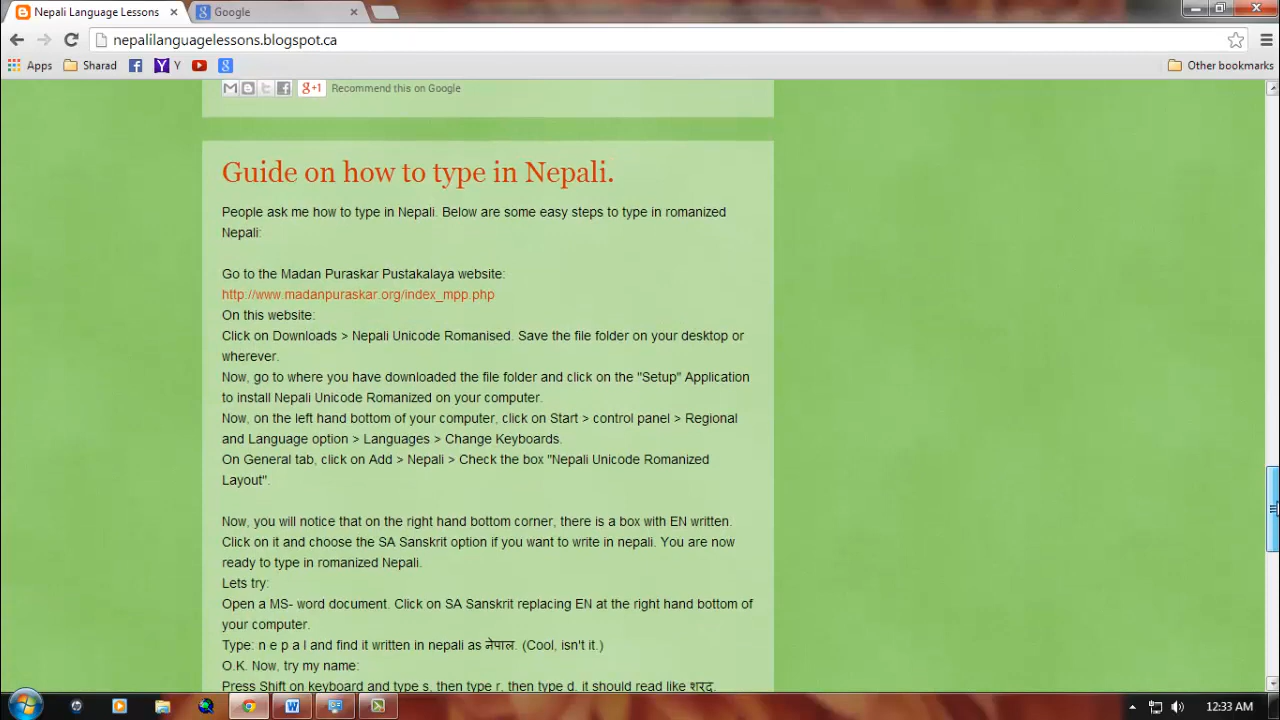 Nepali Language Lessons
Google
nepalilanguagelessons.blogspot.ca
Apps
Sharad
Y
Other bookmarks
Recommend this on Google
Guide on how to type in Nepali.
People ask me how to type in Nepali. Below are some easy steps to type in romanized
Nepali:
Go to the Madan Puraskar Pustakalaya website:
http://www.madanpuraskar.org/index_mpp.php
On this website:
Click on Downloads > Nepali Unicode Romanised. Save the file folder on your desktop or
wherever.
Now, go to where you have downloaded the file folder and click on the "Setup" Application
to install Nepali Unicode Romanized on your computer.
Now, on the left hand bottom of your computer, click on Start > control panel > Regional
and Language option > Languages > Change Keyboards.
On General tab, click on Add > Nepali > Check the box "Nepali Unicode Romanized
Layout".
Now, you will notice that on the right hand bottom corner, there is a box with EN written.
Click on it and choose the SA Sanskrit option if you want to write in nepali. You are now
ready to type in romanized Nepali.
Lets try:
Open a MS- word document. Click on SA Sanskrit replacing EN at the right hand bottom of
your computer.
Type: n e p a l and find it written in nepali as नेपाल. (Cool, isn't it.)
O.K. Now, try my name:
Press Shift on keyboard and type s, then type r, then type d. it should read like शरद.
12:33 AM